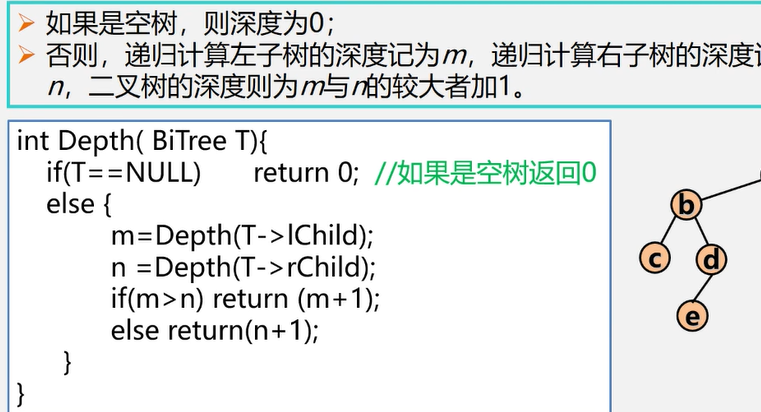 如果是空树，则深度为0；
否则，递归计算左子树的深度记为m，递归计算右子树的深度
n，二叉树的深度则为m与n的较大者加1。
int Depth( BiTree T){
if(T==NULL) return 0; //如果是空树返回0
else {
m=Depth(T->lChild);
n =Depth(T->rChild);
if(m>n) return (m+1);
else return(n+1);
}
}
b
c d
e